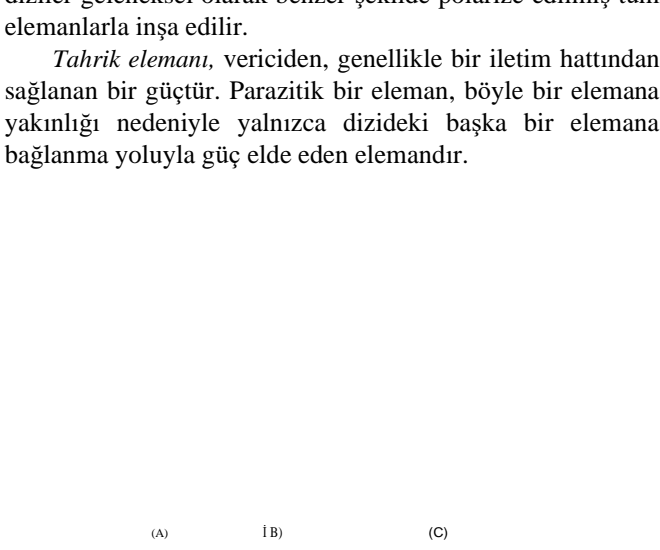 diziler geleneksel olarak benzer şekilde polarize edilmiş tüm
elemanlarla inşa edilir.
Tahrik elemanı, vericiden, genellikle bir iletim hattından
sağlanan bir güçtür. Parazitik bir eleman, böyle bir elemana
yakınlığı nedeniyle yalnızca dizideki başka bir elemana
bağlanma yoluyla güç elde eden elemandır.
(A) İ B) (C)